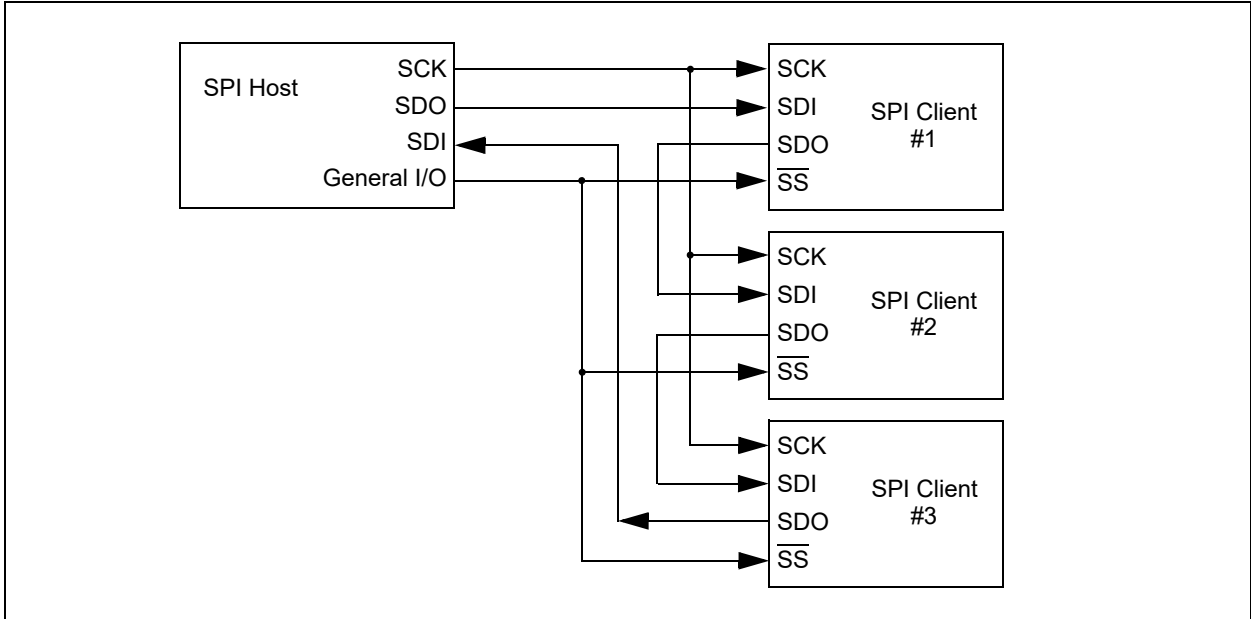 SPI Host
SCK
SDO
SDI
General I/O
SCK
SDI
SDO
SS
SPI Client
#1
SCK
SDI
SDO
SS
SPI Client
#2
SCK
SDI
SDO
SS
SPI Client
#3